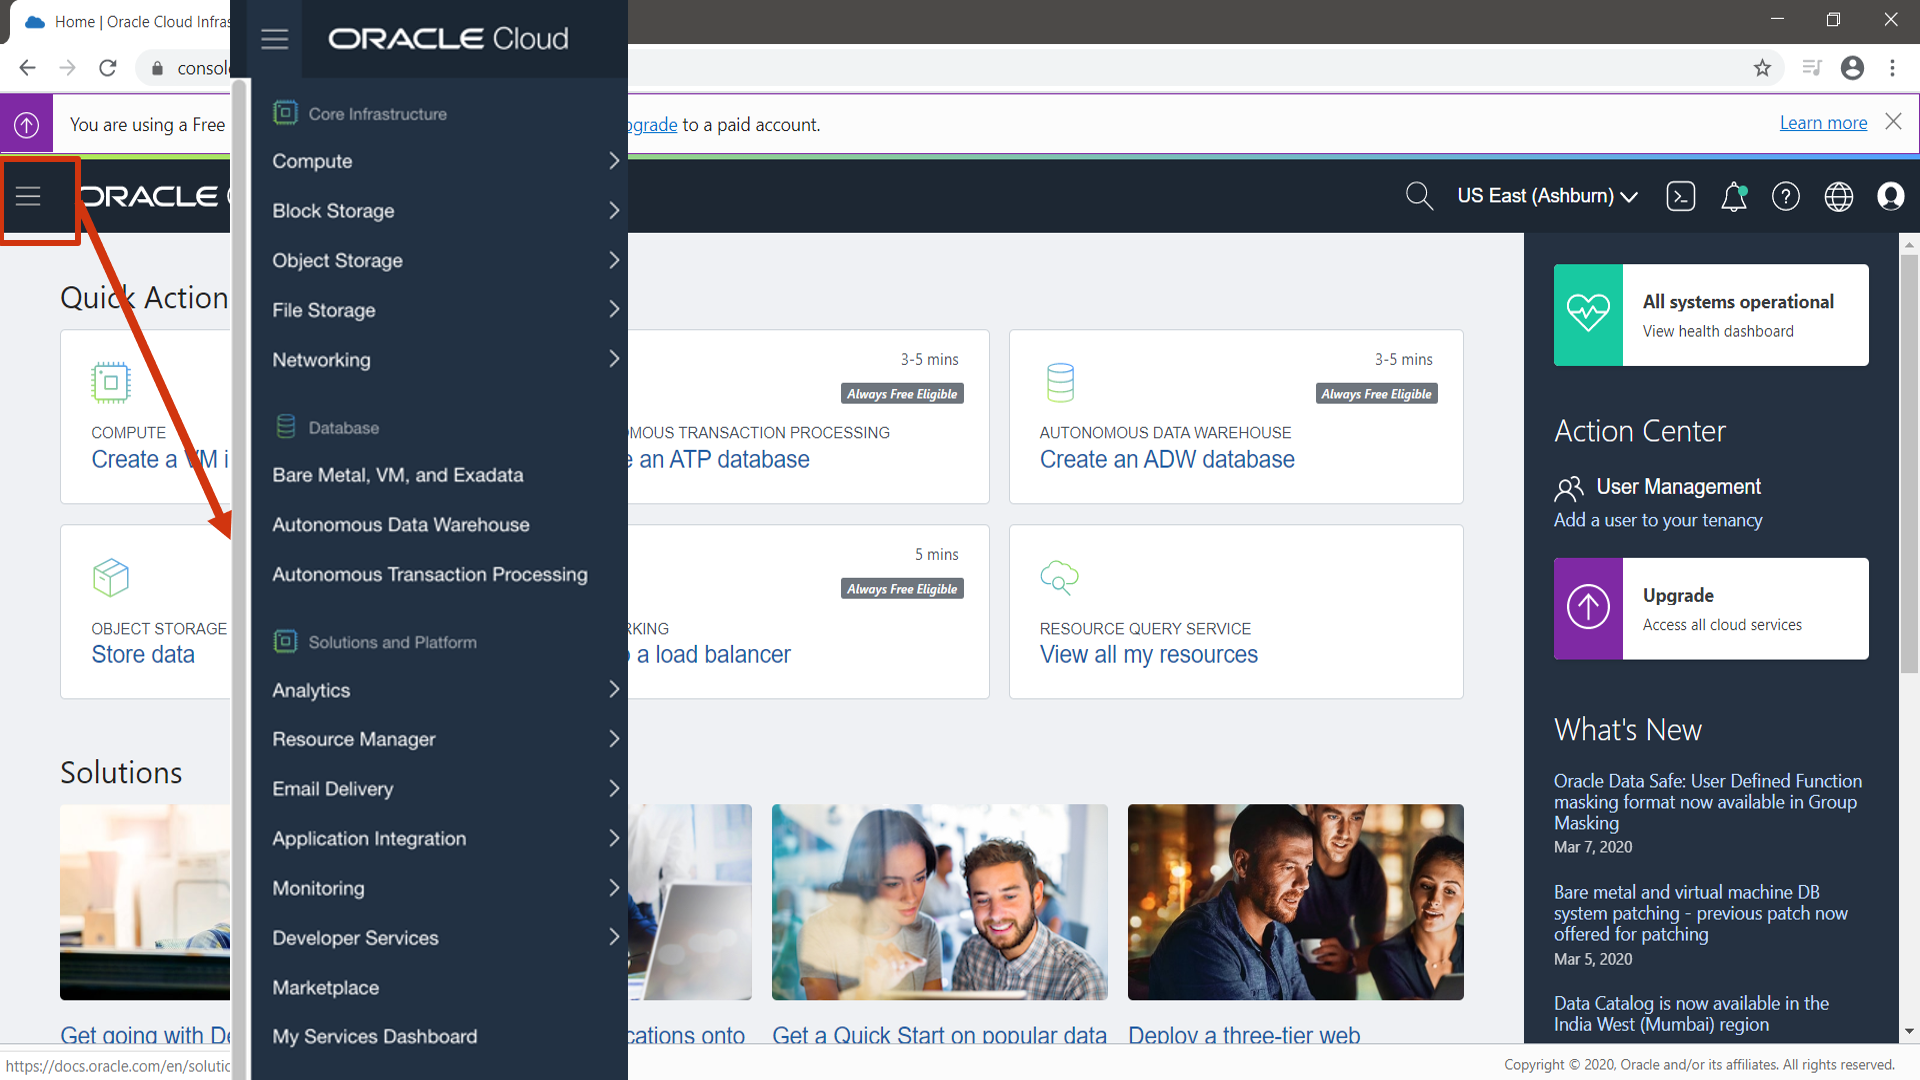 Home | Oracle Cloud Infras
ORACLE Cloud
consol
You are using a Free
pgrade to a paid account.
Learn more
ORACLE
US East (Ashburn)
Core Infrastructure
Compute
Block Storage
Object Storage
File Storage
Networking
Database
Bare Metal, VM, and Exadata
Autonomous Data Warehouse
Autonomous Transaction Processing
Solutions and Platform
Analytics
Resource Manager
Email Delivery
Application Integration
Monitoring
Developer Services
Marketplace
My Services Dashboard
Quick Action
COMPUTE
Create a VM i
3-5 mins
Always Free Eligible
MOUS TRANSACTION PROCESSING
e an ATP database
3-5 mins
Always Free Eligible
AUTONOMOUS DATA WAREHOUSE
Create an ADW database
OBJECT STORAGE
Store data
5 mins
Always Free Eligible
RKING
a load balancer
RESOURCE QUERY SERVICE
View all my resources
Solutions
Get going with De
cations onto
Get a Quick Start on popular data
Deploy a three-tier web
All systems operational
View health dashboard
Action Center
User Management
Add a user to your tenancy
Upgrade
Access all cloud services
What's New
Oracle Data Safe: User Defined Function
masking format now available in Group
Masking
Mar 7, 2020
Bare metal and virtual machine DB
system patching - previous patch now
offered for patching
Mar 5, 2020
Data Catalog is now available in the
India West (Mumbai) region
https://docs.oracle.com/en/solutic
Copyright © 2020, Oracle and/or its affiliates. All rights reserved.